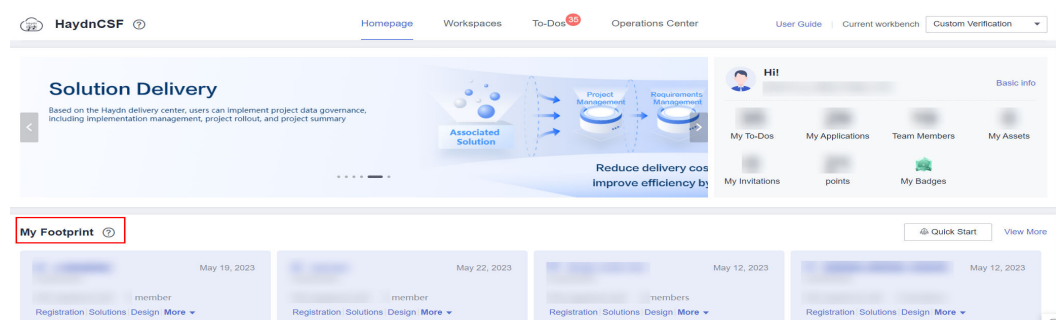 HaydnCSF ? Homepage Workspaces To-Dos 35 Operations Center User Guide Current workbench Custom Verification
Solution Delivery
Based on the Haydn delivery center, users can implement project data governance,
including implementation management, project rollout, and project summary
Associated
Solution
Project
Management
Requirements
Management
Reduce delivery cos
improve efficiency by
Hi!
Basic info
My To-Dos My Applications Team Members My Assets
My Invitations points My Badges
My Footprint ? Quick Start View More
May 19, 2023 May 22, 2023 May 12, 2023 May 12, 2023
member member members
Registration Solutions Design More Registration Solutions Design More Registration Solutions Design More Registration Solutions Design More